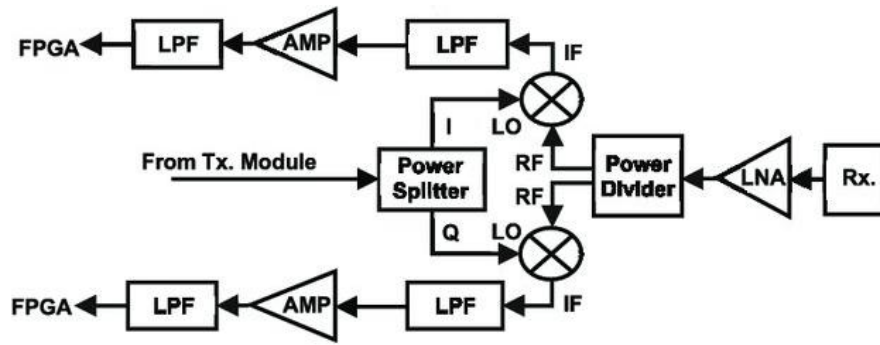 FPGA LPF AMP LPF IF
I LO
From Tx. Module Power Splitter RF Power Divider LNA Rx.
RF
Q LO
FPGA LPF AMP LPF IF